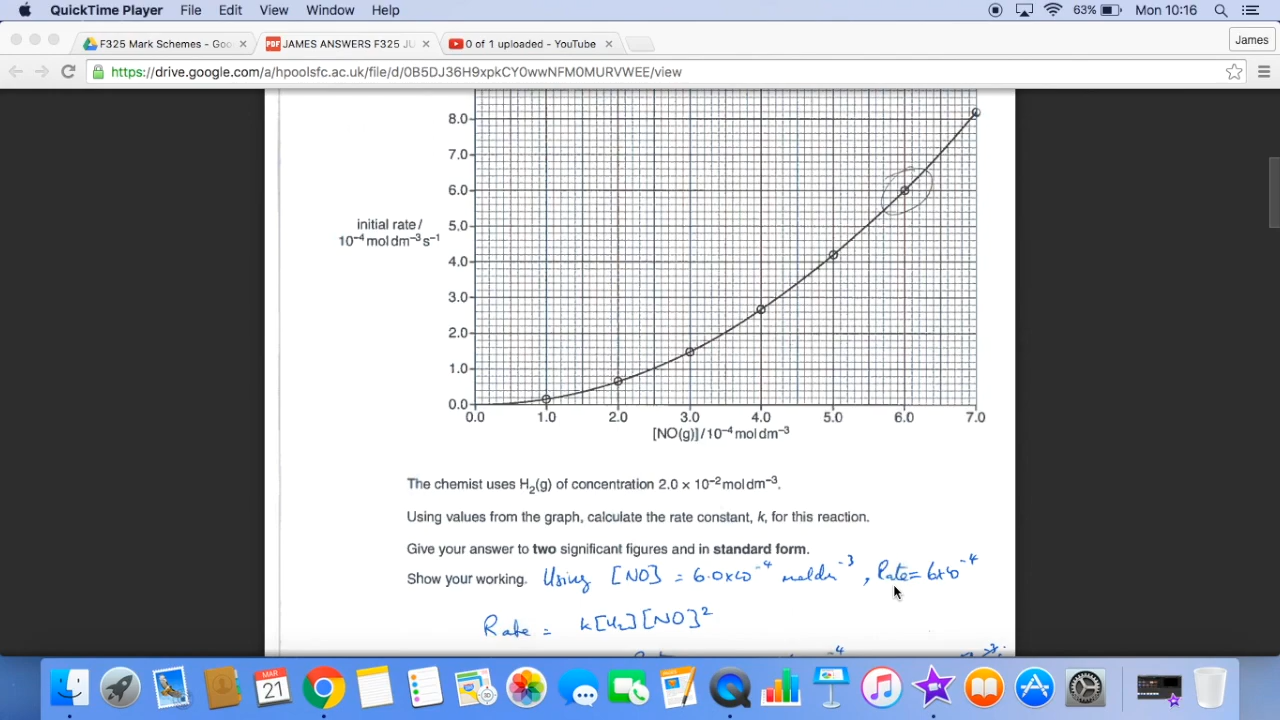 QuickTime Player File Edit View Window Help 63% Mon 10:16
F325 Mark Schemes - Goo JAMES ANSWERS F325 JU 0 of 1 uploaded - YouTube James
https://drive.google.com/a/hpoolsfc.ac.uk/file/d/0B5DJ36H9xpkCY0wwNFM0MURVWEE/view
8.0
7.0
6.0
initial rate/
10⁻⁴ mol dm⁻³ s⁻¹
5.0
4.0
3.0
2.0
1.0
0.0
0.0 1.0 2.0 3.0 4.0 5.0 6.0 7.0
[NO(g)]/10⁻⁴ mol dm⁻³
The chemist uses H₂(g) of concentration 2.0 × 10⁻² mol dm⁻³.
Using values from the graph, calculate the rate constant, k, for this reaction.
Give your answer to two significant figures and in standard form.
Show your working. Using [NO] = 6.0×10⁻⁴ moldm⁻³, Rate = 6×10⁻⁴
Rate = k[H₂][NO]²
MAR
21